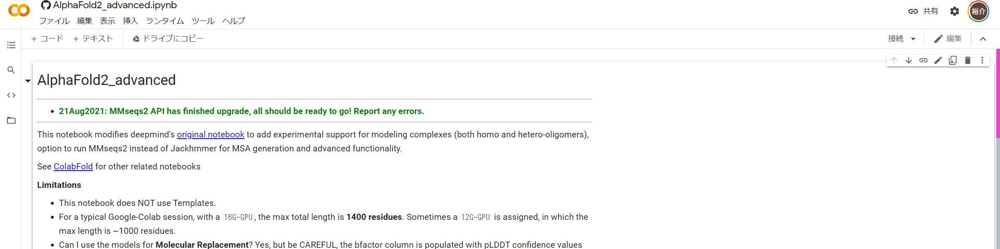 AlphaFold2_advanced.ipynb
ファイル 編集 表示 挿入 ランタイム ツール ヘルプ
共有
裕介
+ コード + テキスト ドライブにコピー
接続 編集
AlphaFold2_advanced
21Aug2021: MMseqs2 API has finished upgrade, all should be ready to go! Report any errors.
This notebook modifies deepmind's original notebook to add experimental support for modeling complexes (both homo and hetero-oligomers),
option to run MMseqs2 instead of Jackhmmer for MSA generation and advanced functionality.
See ColabFold for other related notebooks
Limitations
This notebook does NOT use Templates.
For a typical Google-Colab session, with a 16G-GPU, the max total length is 1400 residues. Sometimes a 12G-GPU is assigned, in which the
max length is ~1000 residues.
Can I use the models for Molecular Replacement? Yes, but be CAREFUL, the bfactor column is populated with pLDDT confidence values